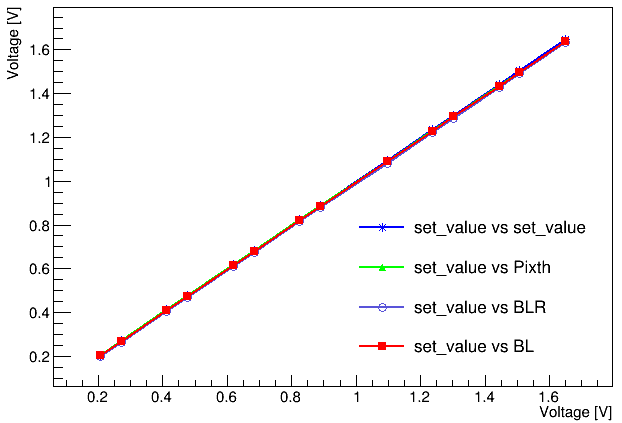 Voltage [V]
1.6
1.4
1.2
1
0.8
0.6
0.4
0.2
set_value vs set_value
set_value vs Pixth
set_value vs BLR
set_value vs BL
0.2 0.4 0.6 0.8 1 1.2 1.4 1.6
Voltage [V]